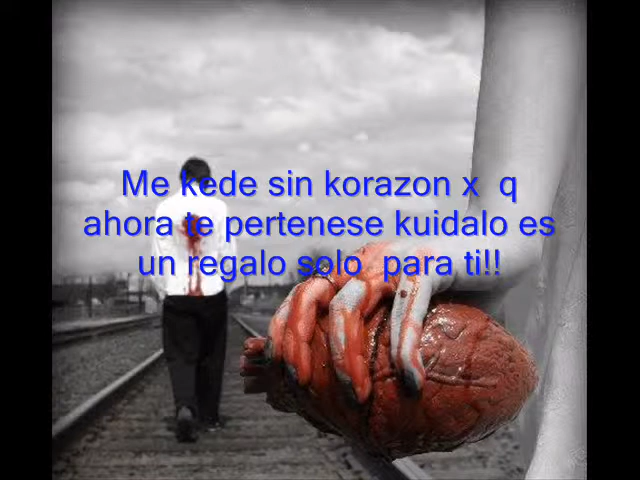 Me kede sin korazon x  q
ahora te pertenese kuidalo es
un regalo solo  para ti!!